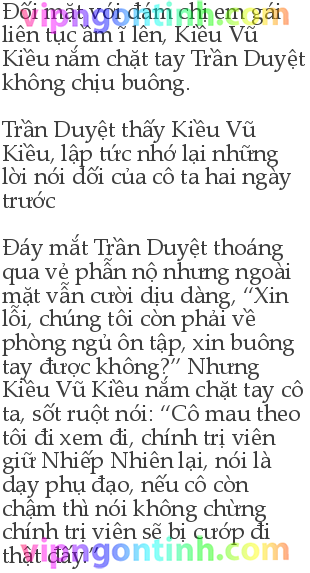 Đối mặt với đám chị em gái
liên tục ầm ĩ lên, Kiều Vũ
Kiều nắm chặt tay Trần Duyệt
không chịu buông.
Trần Duyệt thấy Kiều Vũ
Kiều, lập tức nhớ lại những
lời nói dối của cô ta hai ngày
trước
Đáy mắt Trần Duyệt thoáng
qua vẻ phẫn nộ nhưng ngoài
mặt vẫn cười dịu dàng, “Xin
lỗi, chúng tôi còn phải về
phòng ngủ ôn tập, xin buông
tay được không?” Nhưng
Kiều Vũ Kiều nắm chặt tay cô
ta, sốt ruột nói: “Cô mau theo
tôi đi xem đi, chính trị viên
giữ Nhiếp Nhiên lại, nói là
dạy phụ đạo, nếu cô còn
chậm thì nói không chừng
chính trị viên sẽ bị cướp đi
thật đấy.”
vipngontinh.com
vipngontinh.com